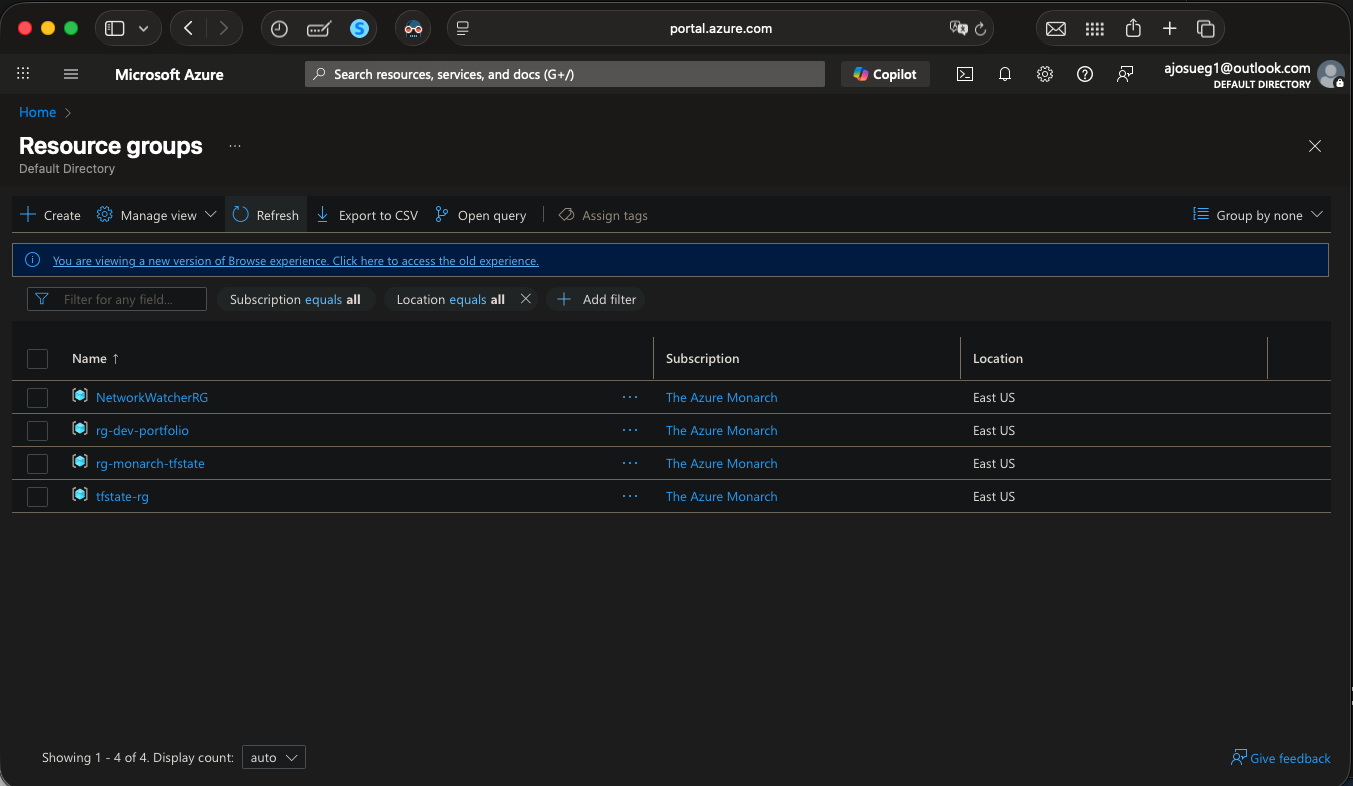 portal.azure.com
Microsoft Azure
Search resources, services, and docs (G+/)
Copilot
ajosueg1@outlook.com
DEFAULT DIRECTORY
Home
Resource groups
Default Directory
Create Manage view Refresh Export to CSV Open query Assign tags Group by none
You are viewing a new version of Browse experience. Click here to access the old experience.
Filter for any field... Subscription equals all Location equals all Add filter
Name ↑ Subscription Location
NetworkWatcherRG The Azure Monarch East US
rg-dev-portfolio The Azure Monarch East US
rg-monarch-tfstate The Azure Monarch East US
tfstate-rg The Azure Monarch East US
Showing 1 - 4 of 4. Display count: auto
Give feedback